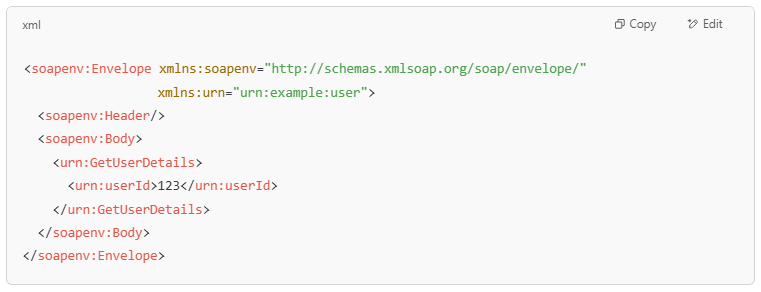 xml Copy Edit
<soapenv:Envelope xmlns:soapenv="http://schemas.xmlsoap.org/soap/envelope/"
xmlns:urn="urn:example:user">
<soapenv:Header/>
<soapenv:Body>
<urn:GetUserDetails>
<urn:userId>123</urn:userId>
</urn:GetUserDetails>
</soapenv:Body>
</soapenv:Envelope>